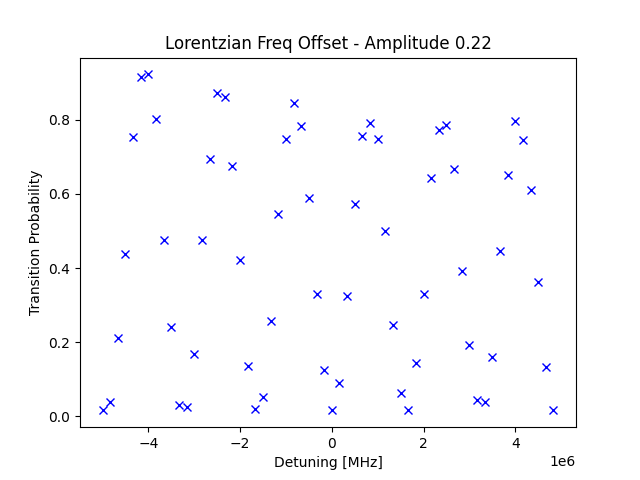 Lorentzian Freq Offset - Amplitude 0.22
Transition Probability
0.8
0.6
0.4
0.2
0.0
−4
−2
0
2
4
1e6
Detuning [MHz]